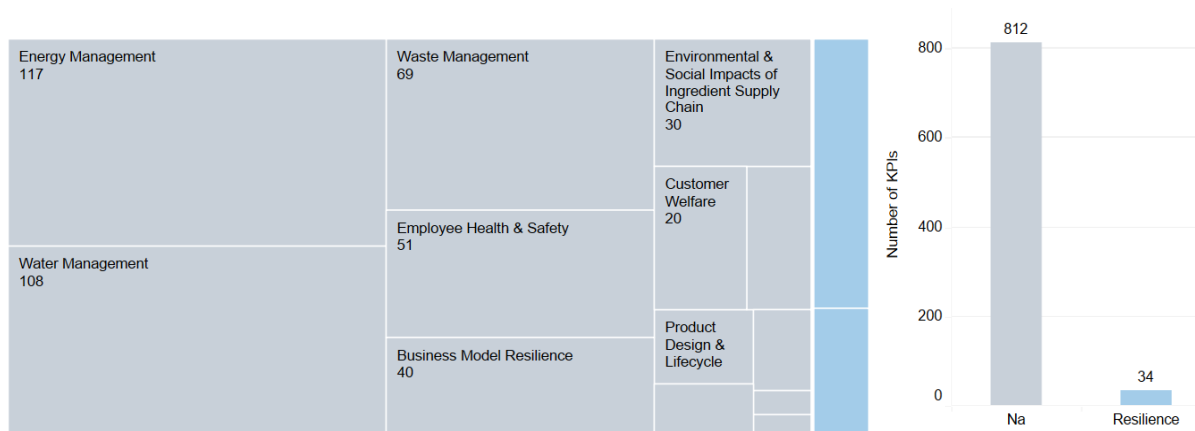 Energy Management
117
Water Management
108
Waste Management
69
Employee Health & Safety
51
Business Model Resilience
40
Environmental &
Social Impacts of
Ingredient Supply
Chain
30
Customer
Welfare
20
Product
Design &
Lifecycle
Number of KPIs
800
600
400
200
0
812
34
Na
Resilience